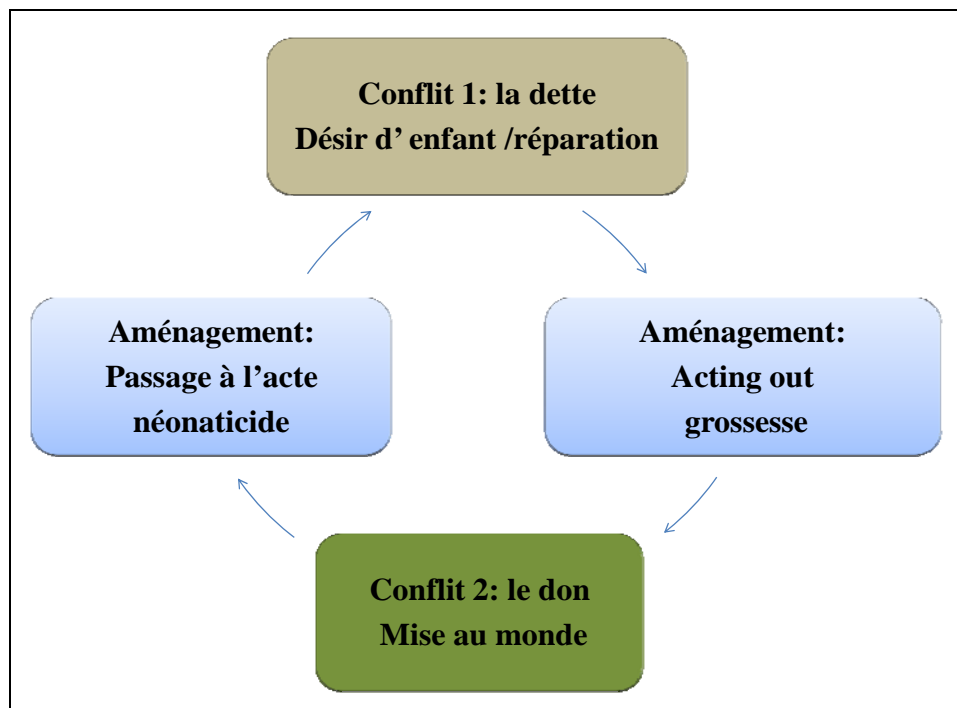 Conflit 1: la dette
Désir d’ enfant /réparation
Aménagement:
Passage à l’acte
néonaticide
Aménagement:
Acting out
grossesse
Conflit 2: le don
Mise au monde